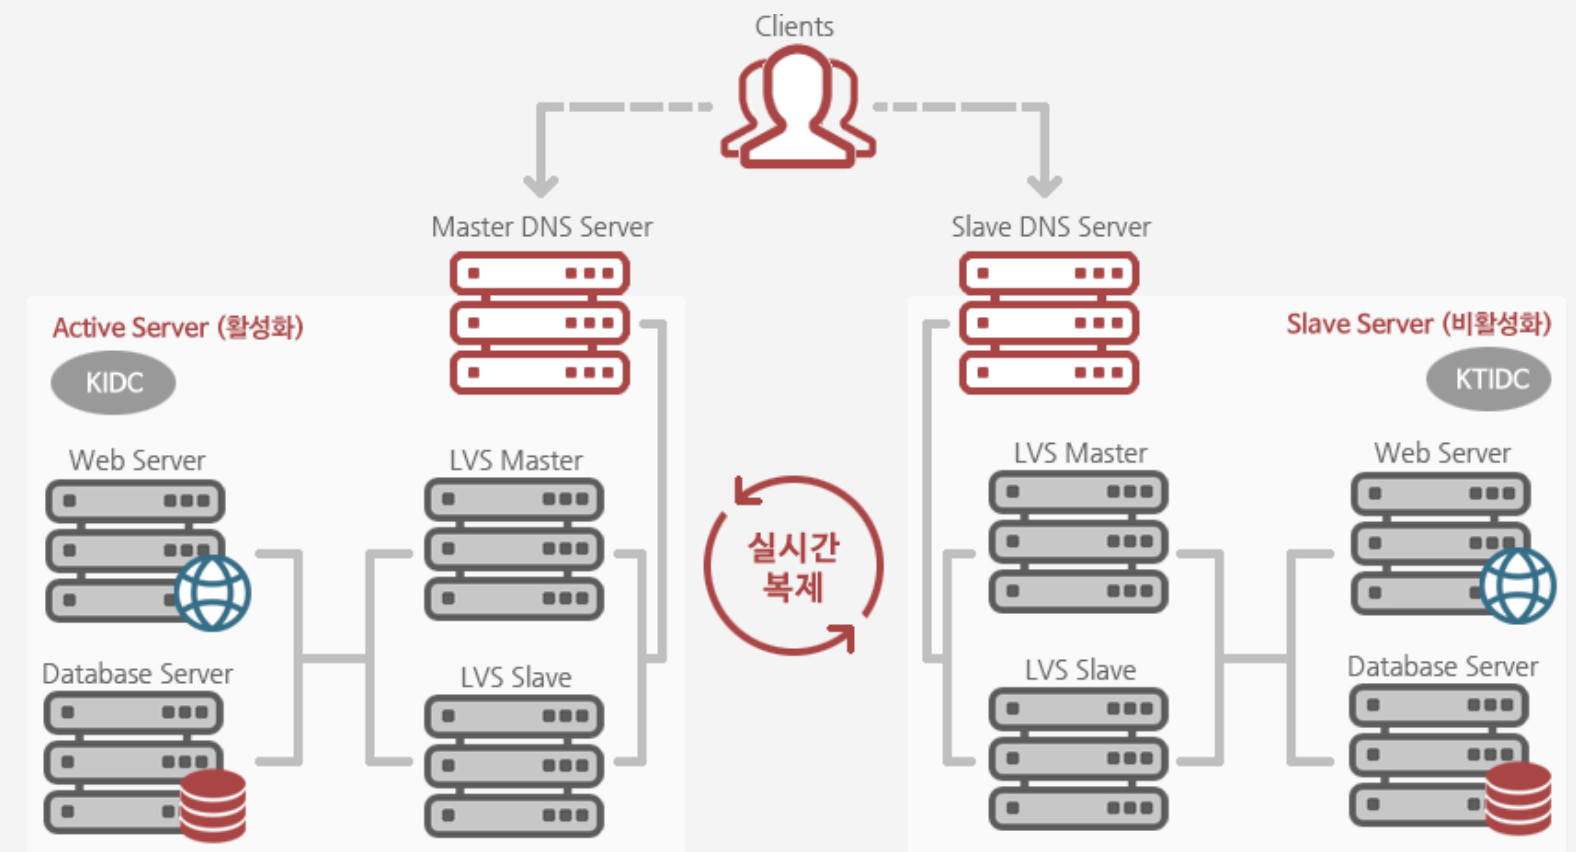 Clients
Master DNS Server
Slave DNS Server
Active Server (활성화)
KIDC
Slave Server (비활성화)
KTIDC
Web Server
LVS Master
Database Server
LVS Slave
실시간
복제
LVS Master
Web Server
LVS Slave
Database Server